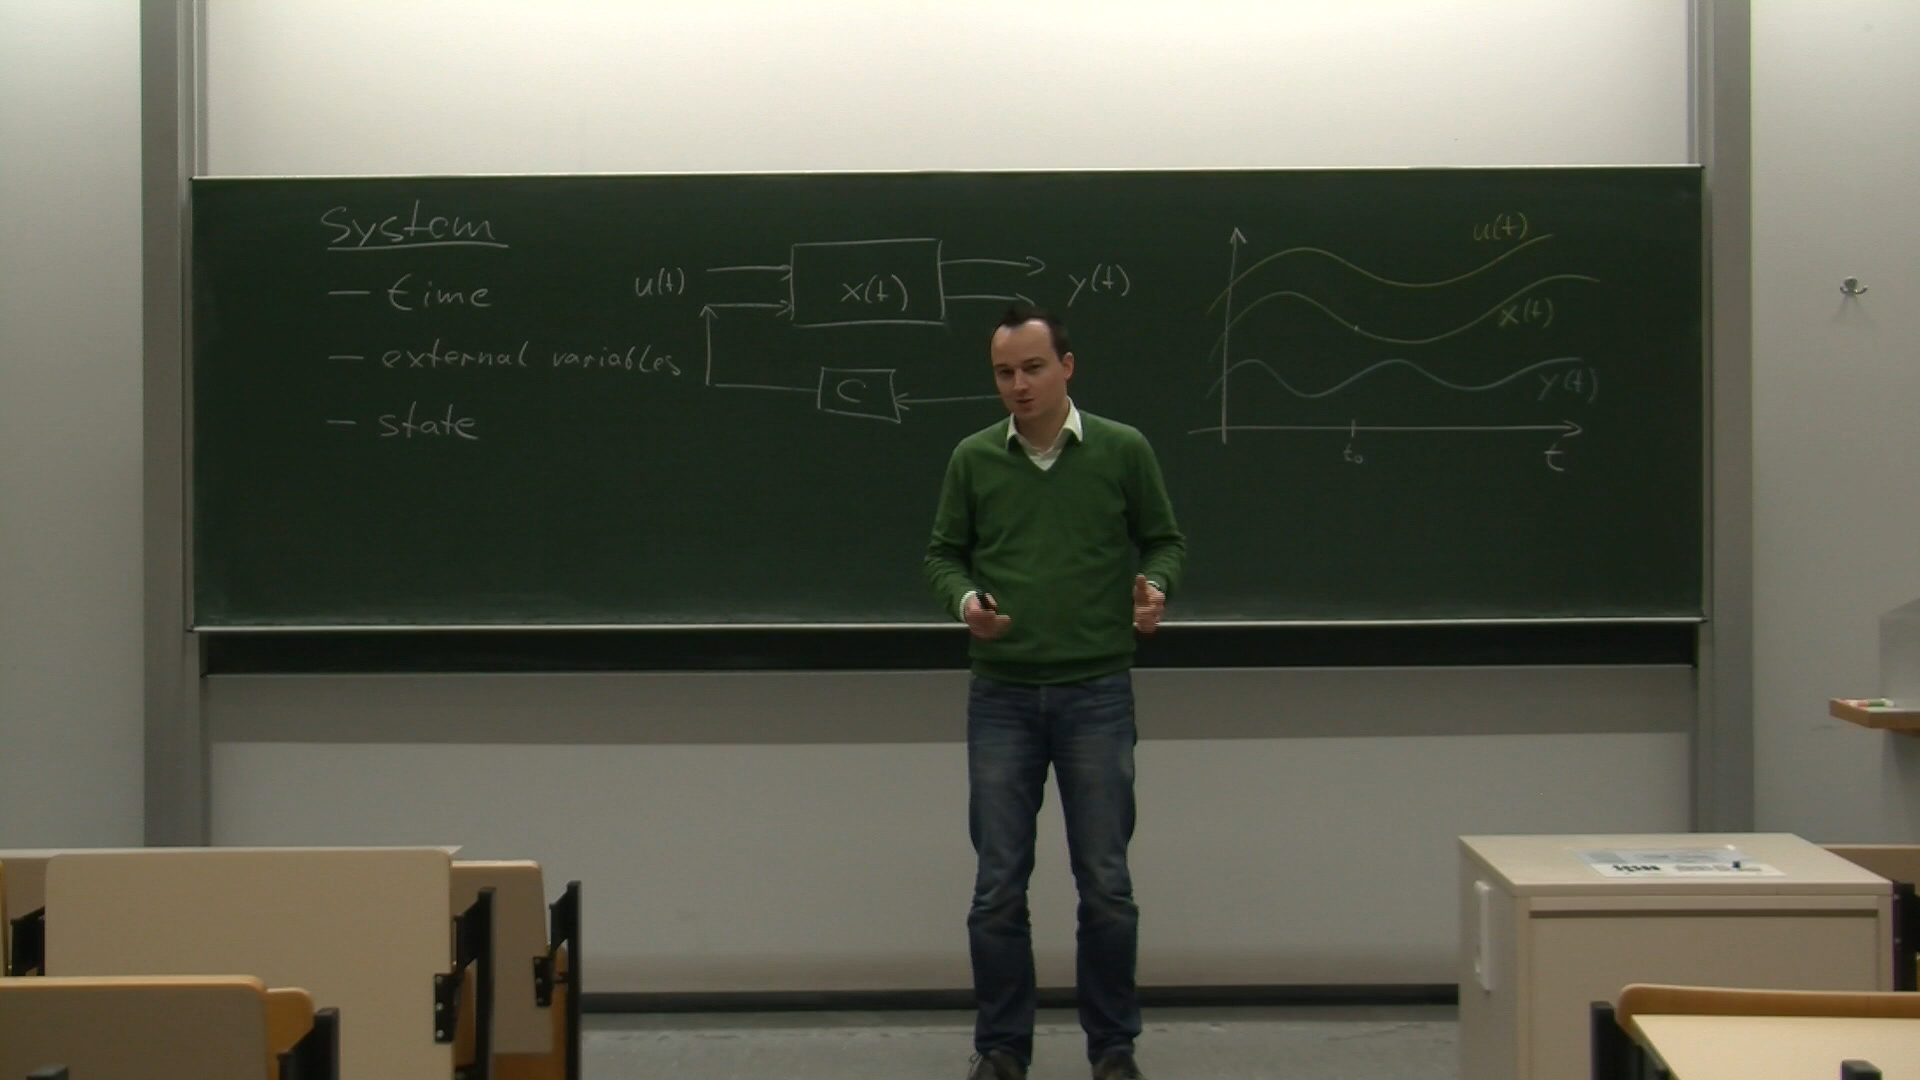 System
— time
— external variables
— state
u(t)
x(t)
y(t)
C
u(t)
x(t)
y(t)
t₀
t